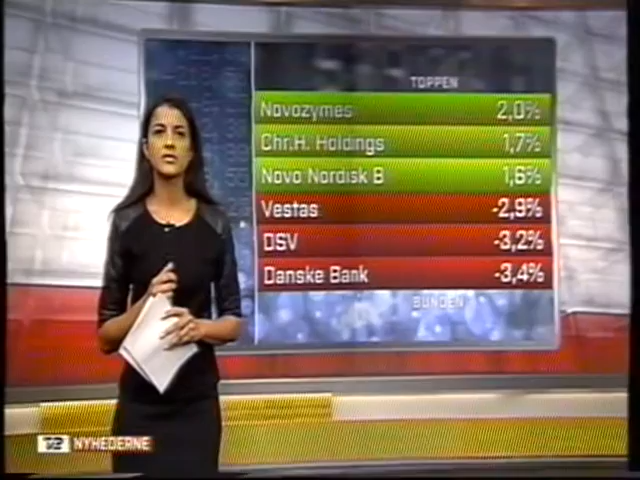 TOPPEN
Novozymes 2,0%
Chr.H. Holdings 1,7%
Novo Nordisk B 1,6%
Vestas -2,9%
DSV -3,2%
Danske Bank -3,4%
BUNDEN
T2 NYHEDERNE